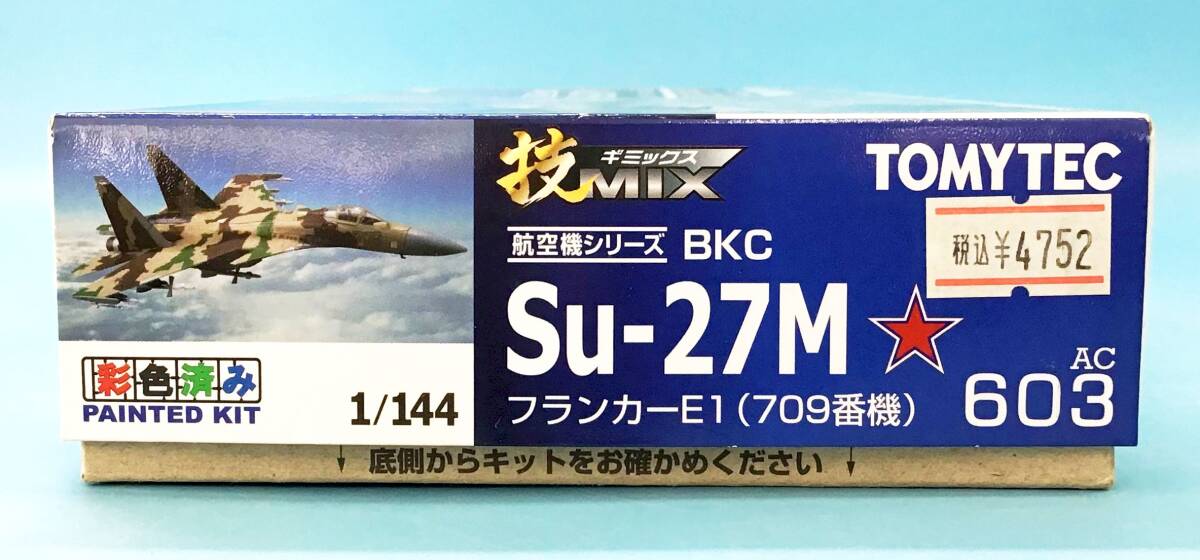 技MIX
ギミックス
TOMYTEC
航空機シリーズ BKC
税込¥4752
Su-27M
AC
603
フランカーE1(709番機)
彩色済み
PAINTED KIT
1/144
↓ 底側からキットをお確かめください ↓